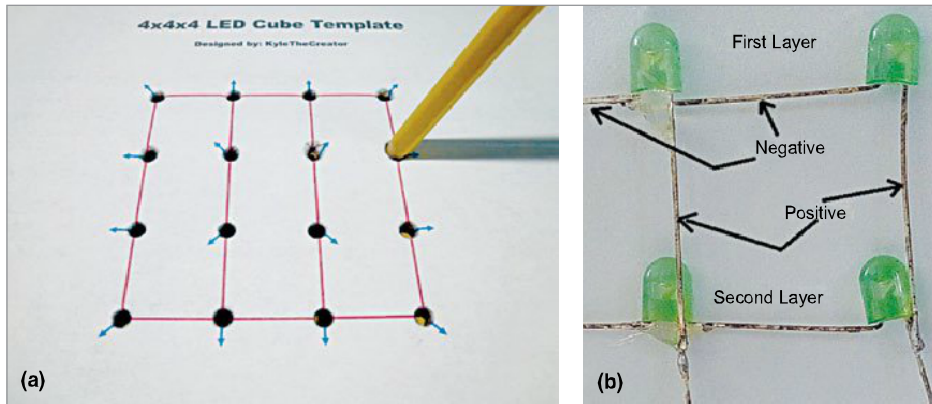 4x4x4 LED Cube Template
Designed by: KyleTheCreator
(a)
First Layer
Negative
Positive
Second Layer
(b)